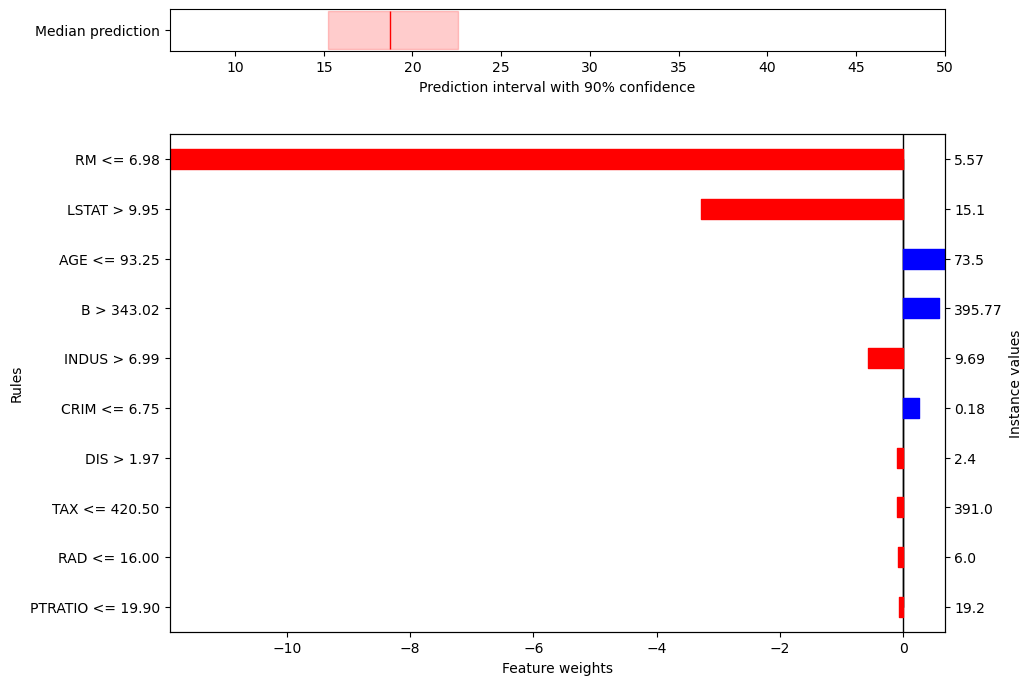 Median prediction
10 15 20 25 30 35 40 45 50
Prediction interval with 90% confidence
Rules
RM <= 6.98 5.57
LSTAT > 9.95 15.1
AGE <= 93.25 73.5
B > 343.02 395.77
INDUS > 6.99 9.69
CRIM <= 6.75 0.18
DIS > 1.97 2.4
TAX <= 420.50 391.0
RAD <= 16.00 6.0
PTRATIO <= 19.90 19.2
Instance values
−10 −8 −6 −4 −2 0
Feature weights